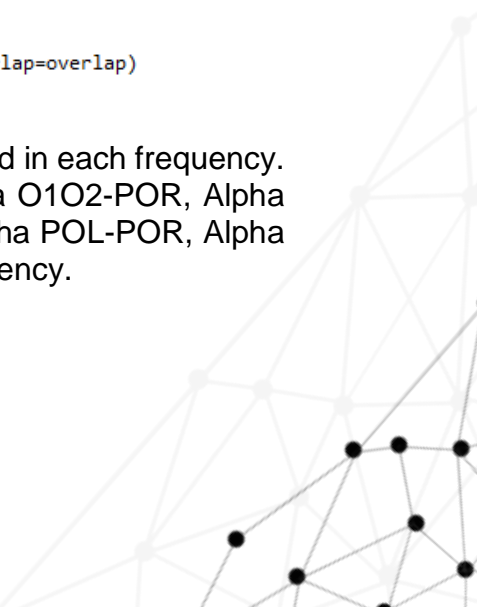 lap=overlap)
d in each frequency.
a O1O2-POR, Alpha
ha POL-POR, Alpha
ency.